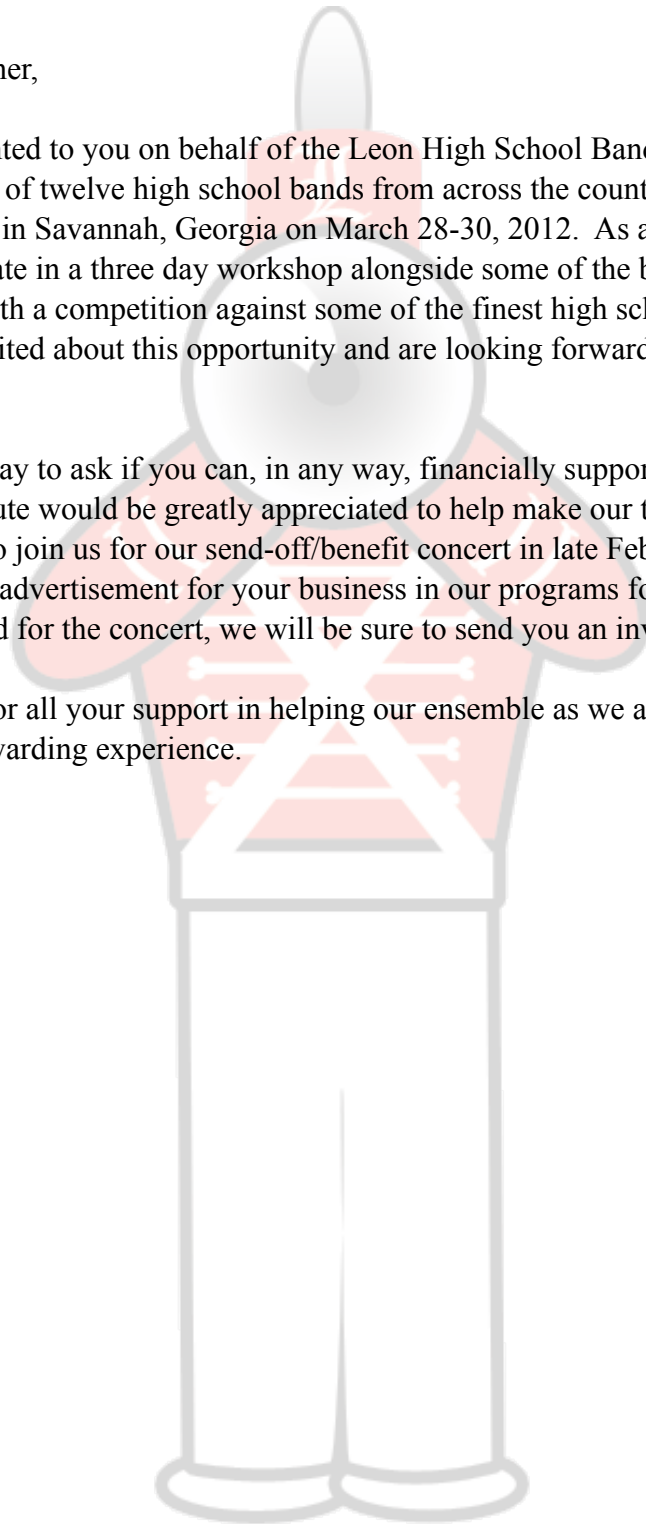 ner,
nted to you on behalf of the Leon High School Band
of twelve high school bands from across the count
in Savannah, Georgia on March 28-30, 2012.  As a
ate in a three day workshop alongside some of the b
th a competition against some of the finest high sch
ited about this opportunity and are looking forward
ay to ask if you can, in any way, financially suppor
ute would be greatly appreciated to help make our t
o join us for our send-off/benefit concert in late Feb
advertisement for your business in our programs fo
d for the concert, we will be sure to send you an inv
or all your support in helping our ensemble as we a
warding experience.